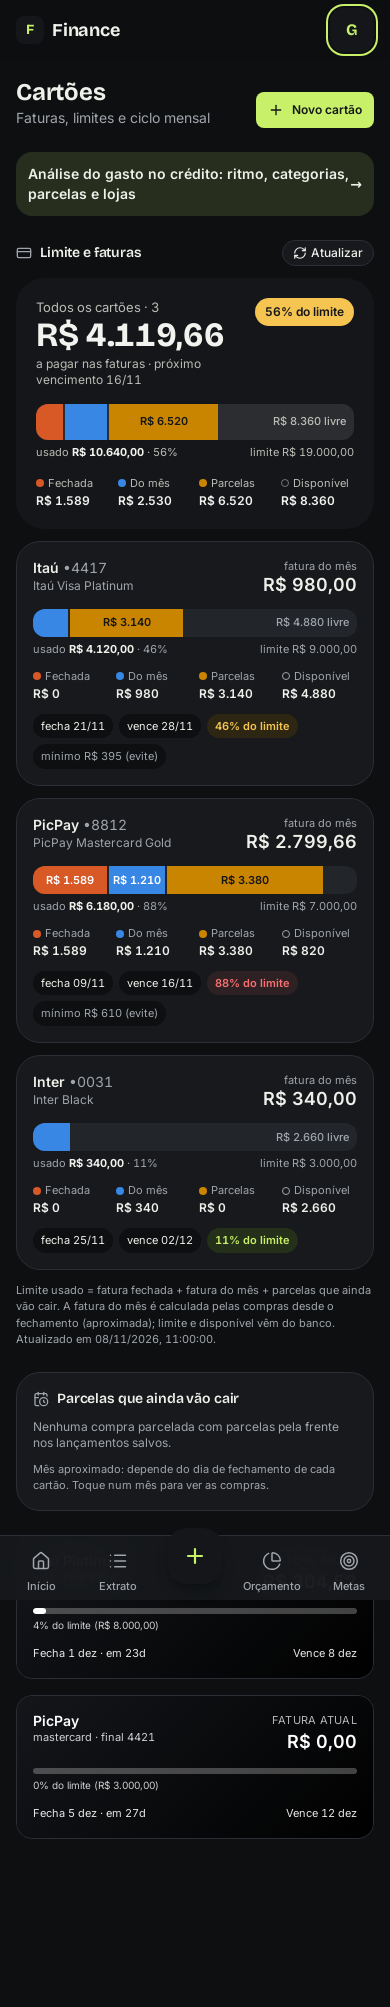 F Finance G
Cartões
Faturas, limites e ciclo mensal
+ Novo cartão
Análise do gasto no crédito: ritmo, categorias, →
parcelas e lojas
Limite e faturas
Atualizar
Todos os cartões · 3
56% do limite
R$ 4.119,66
a pagar nas faturas · próximo
vencimento 16/11
R$ 6.520 R$ 8.360 livre
usado R$ 10.640,00 · 56% limite R$ 19.000,00
Fechada Do mês Parcelas Disponível
R$ 1.589 R$ 2.530 R$ 6.520 R$ 8.360
Itaú •4417 fatura do mês
Itaú Visa Platinum R$ 980,00
R$ 3.140 R$ 4.880 livre
usado R$ 4.120,00 · 46% limite R$ 9.000,00
Fechada Do mês Parcelas Disponível
R$ 0 R$ 980 R$ 3.140 R$ 4.880
fecha 21/11 vence 28/11 46% do limite
mínimo R$ 395 (evite)
PicPay •8812 fatura do mês
PicPay Mastercard Gold R$ 2.799,66
R$ 1.589 R$ 1.210 R$ 3.380
usado R$ 6.180,00 · 88% limite R$ 7.000,00
Fechada Do mês Parcelas Disponível
R$ 1.589 R$ 1.210 R$ 3.380 R$ 820
fecha 09/11 vence 16/11 88% do limite
mínimo R$ 610 (evite)
Inter •0031 fatura do mês
Inter Black R$ 340,00
R$ 2.660 livre
usado R$ 340,00 · 11% limite R$ 3.000,00
Fechada Do mês Parcelas Disponível
R$ 0 R$ 340 R$ 0 R$ 2.660
fecha 25/11 vence 02/12 11% do limite
Limite usado = fatura fechada + fatura do mês + parcelas que ainda
vão cair. A fatura do mês é calculada pelas compras desde o
fechamento (aproximada); limite e disponível vêm do banco.
Atualizado em 08/11/2026, 11:00:00.
Parcelas que ainda vão cair
Nenhuma compra parcelada com parcelas pela frente
nos lançamentos salvos.
Mês aproximado: depende do dia de fechamento de cada
cartão. Toque num mês para ver as compras.
+
Início Extrato Orçamento Metas
4% do limite (R$ 8.000,00)
Fecha 1 dez · em 23d Vence 8 dez
PicPay FATURA ATUAL
mastercard · final 4421 R$ 0,00
0% do limite (R$ 3.000,00)
Fecha 5 dez · em 27d Vence 12 dez